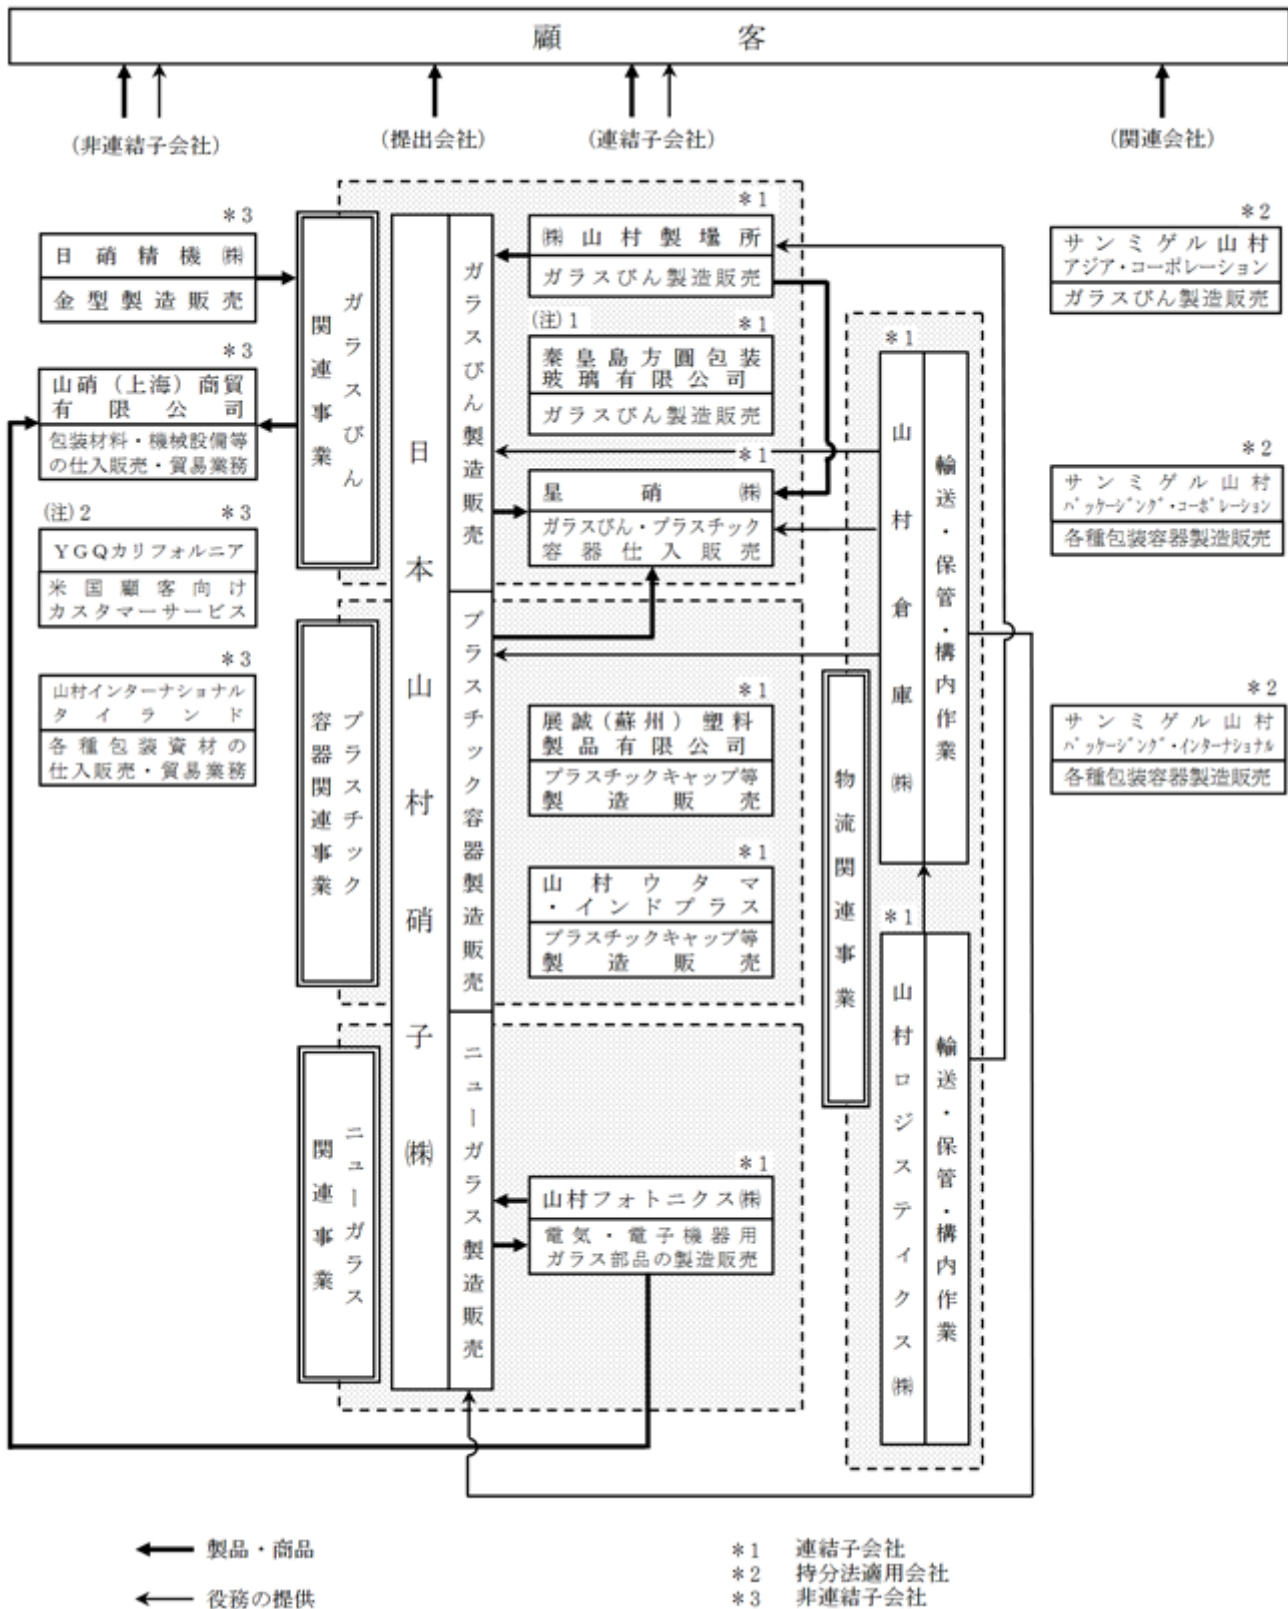 顧客
(非連結子会社)
(提出会社)
(連結子会社)
(関連会社)
*3
日硝精機㈱
金型製造販売
*3
山硝(上海)商貿
有限公司
包装材料・機械設備等
の仕入販売・貿易業務
(注)2
*3
YGQカリフォルニア
米国顧客向け
カスタマーサービス
*3
山村インターナショナル
タイランド
各種包装資材の
仕入販売・貿易業務
ガラスびん
関連事業
プラスチック
容器関連事業
ニューガラス
関連事業
日本山村硝子㈱
ガラスびん製造販売
プラスチック容器製造販売
ニューガラス製造販売
*1
㈱山村製壜所
ガラスびん製造販売
(注)1
*1
秦皇島方圓包装
玻璃有限公司
ガラスびん製造販売
*1
星硝㈱
ガラスびん・プラスチック
容器仕入販売
*1
展誠(蘇州)塑料
製品有限公司
プラスチックキャップ等
製造販売
*1
山村ウタマ
・インドプラス
プラスチックキャップ等
製造販売
*1
山村フォトニクス㈱
電気・電子機器用
ガラス部品の製造販売
物流関連事業
*1
山村倉庫㈱
輸送・保管・構内作業
*1
山村ロジスティクス㈱
輸送・保管・構内作業
*2
サンミゲル山村
アジア・コーポレーション
ガラスびん製造販売
*2
サンミゲル山村
パッケージング・コーポレーション
各種包装容器製造販売
*2
サンミゲル山村
パッケージング・インターナショナル
各種包装容器製造販売
製品・商品
役務の提供
*1 連結子会社
*2 持分法適用会社
*3 非連結子会社